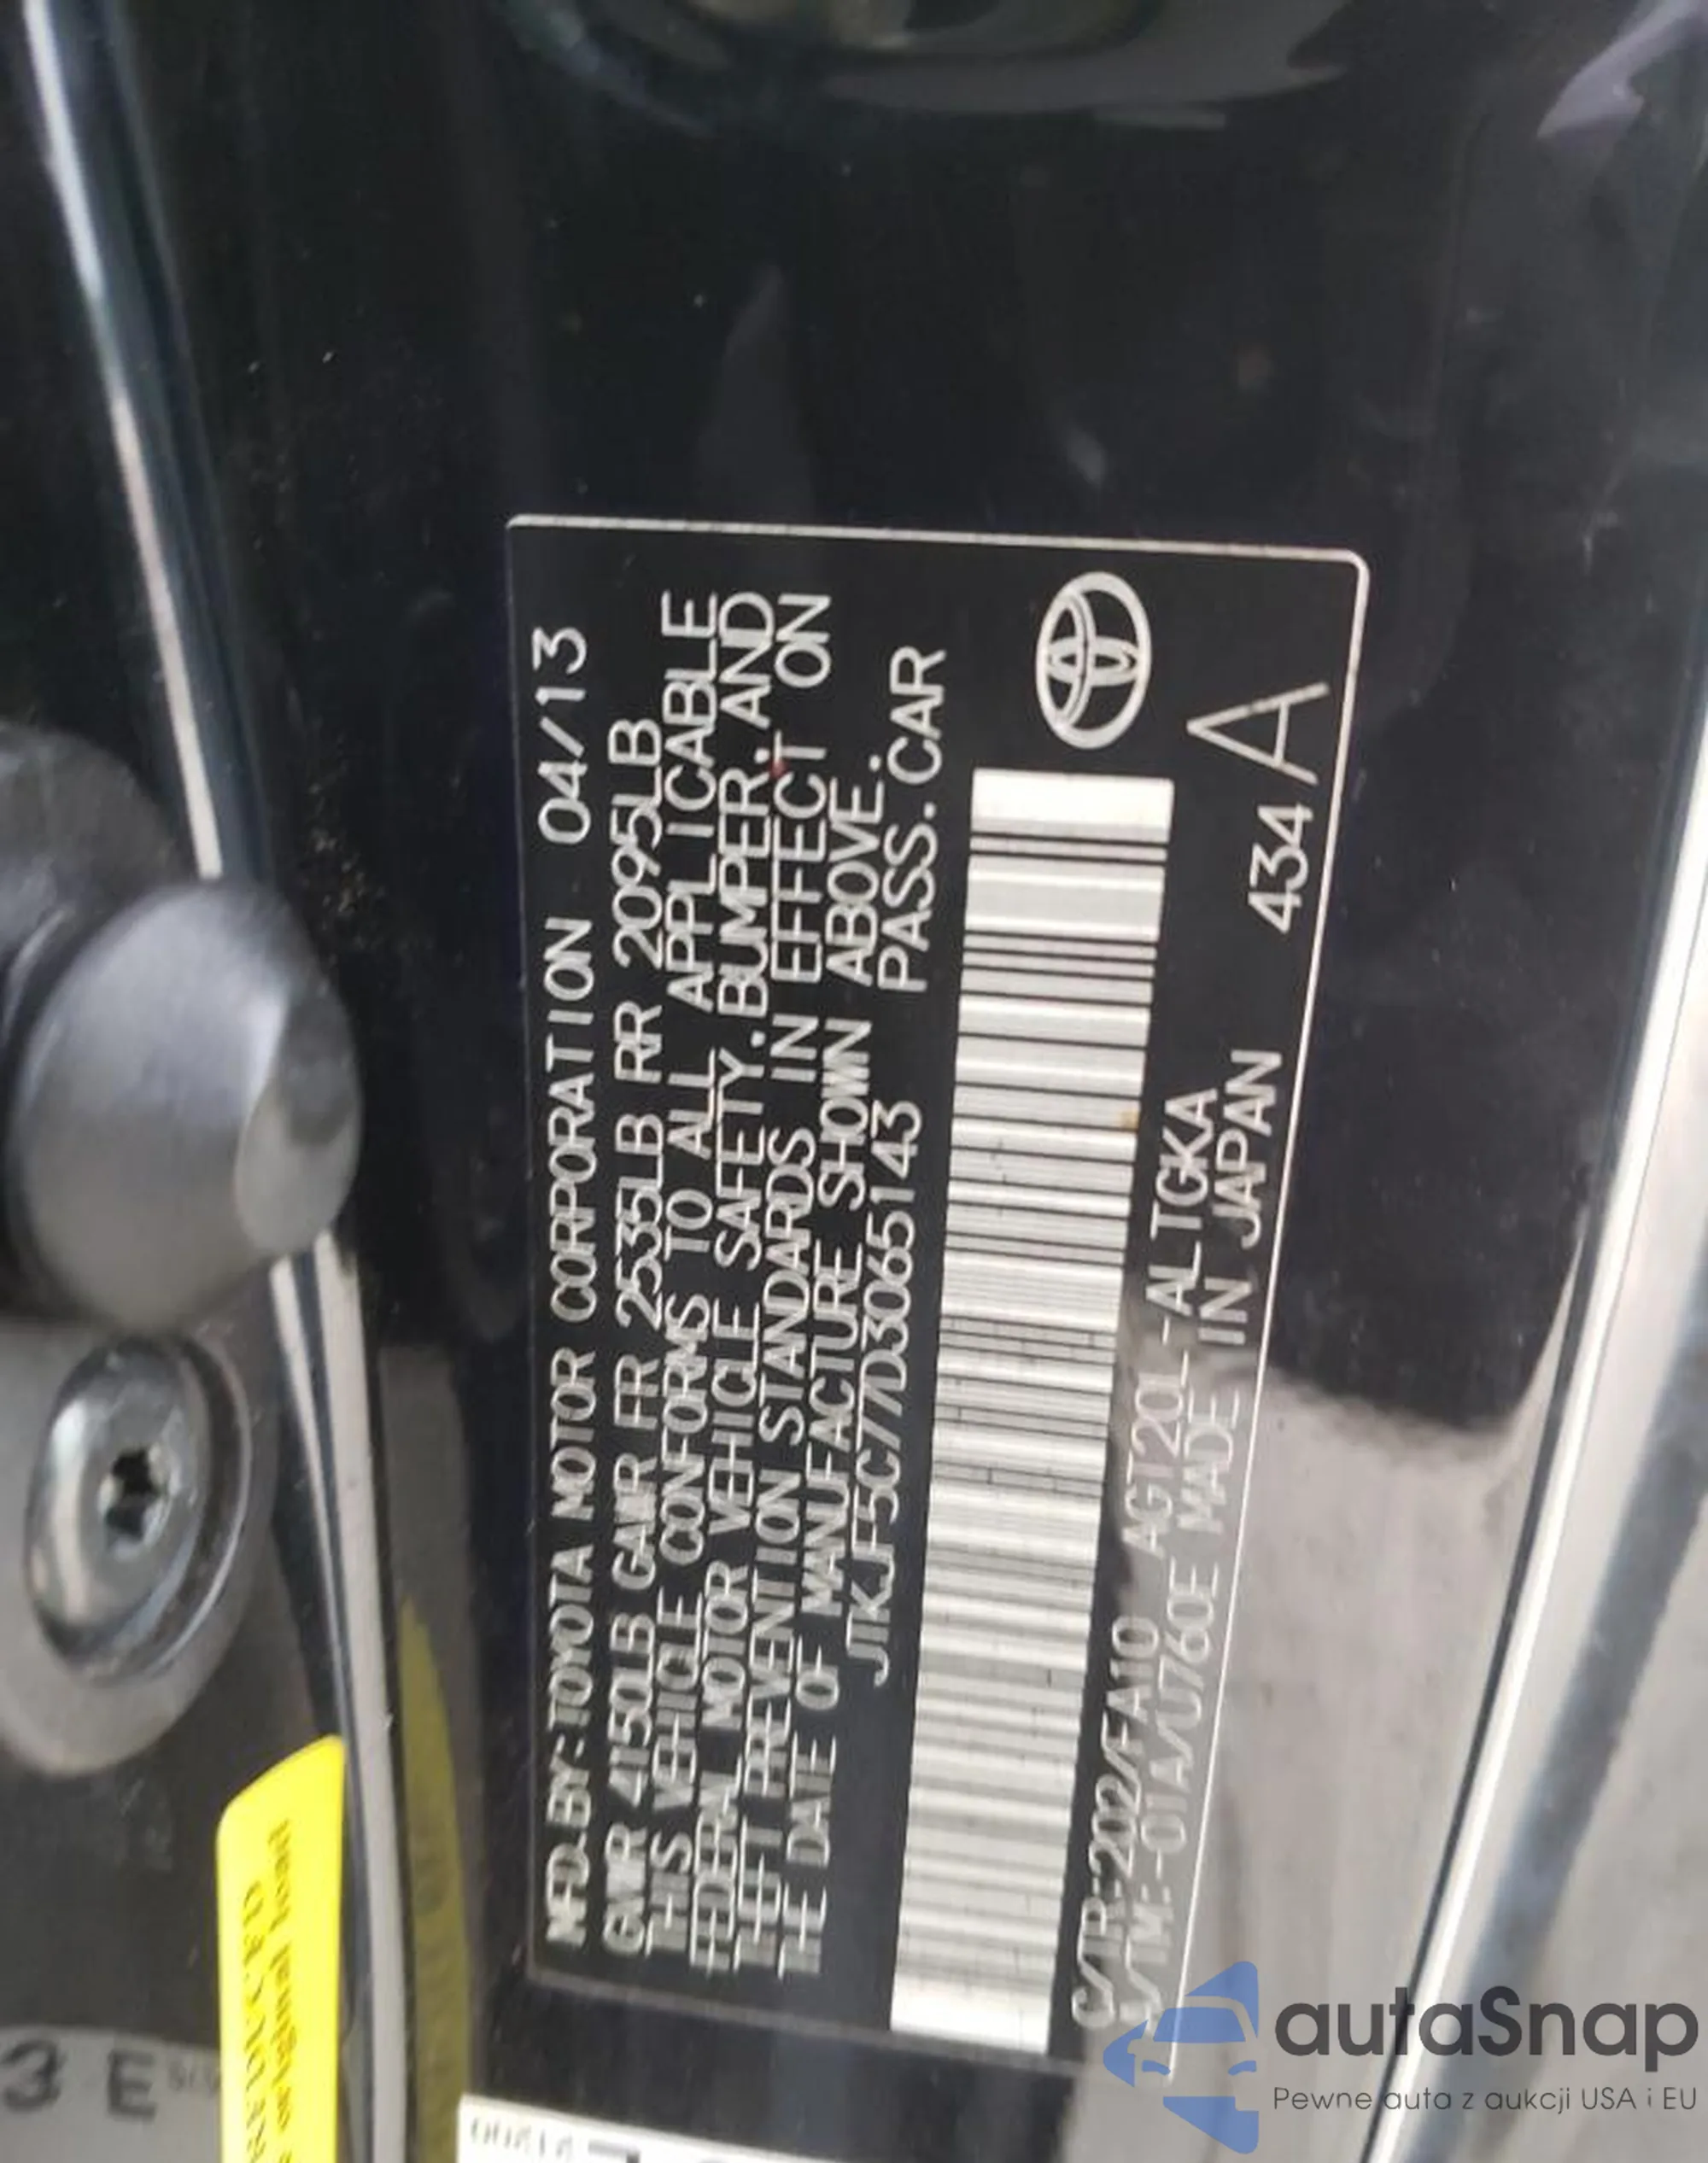 MFD.BY:TOYOTA MOTOR CORPORATION 04/13
GVWR 4150LB GAWR FR 2535LB RR 2095LB
THIS VEHICLE CONFORMS TO ALL APPLICABLE
FEDERAL MOTOR VEHICLE SAFETY.BUMPER.AND
THEFT PREVENTION STANDARDS IN EFFECT ON
THE DATE OF MANUFACTURE SHOWN ABOVE.
JTKJF5C77D3065143 PASS.CAR
C/TR:202/FA10 AGT20L-ALTGKA
A/TM:-01A/U760E MADE IN JAPAN 434A
3 E
autaSnap
Pewne auta z aukcji USA i EU